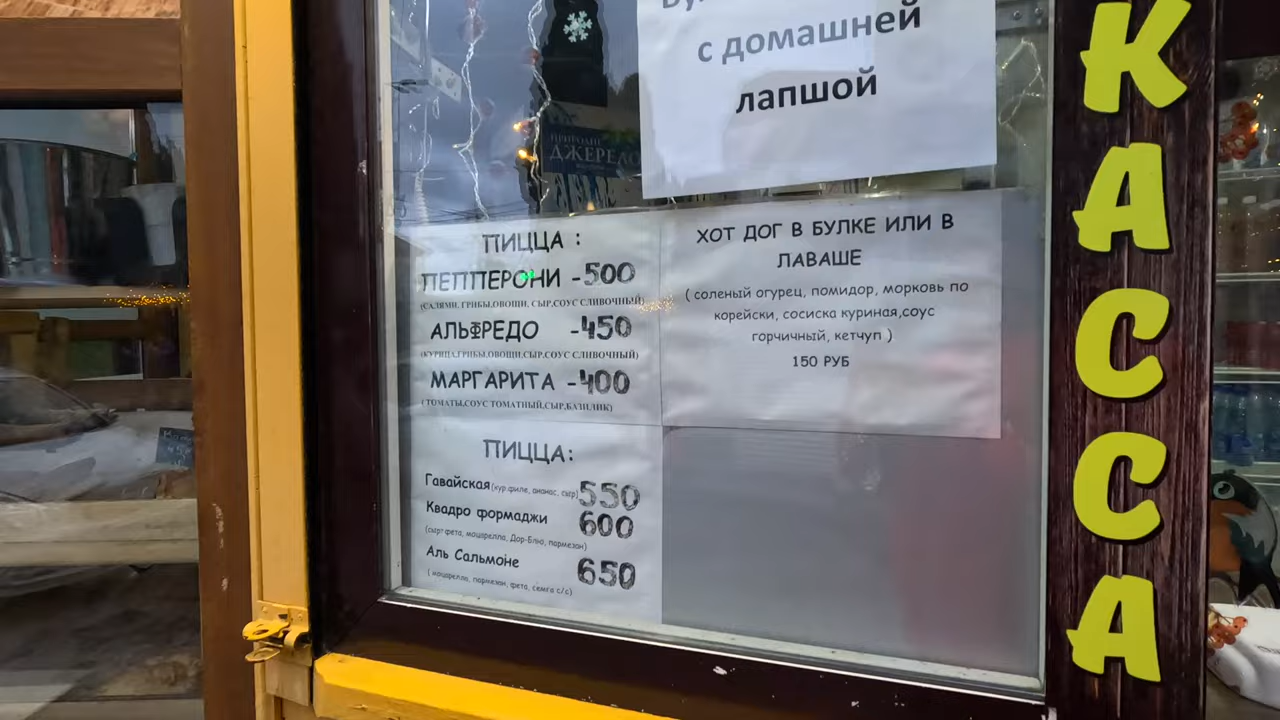 с домашней
лапшой
ДЖЕРЕЛО
ПИЦЦА :
ПЕППЕРОНИ -500
(САЛЯМИ, ГРИБЫ,ОВОЩИ, СЫР,СОУС СЛИВОЧНЫЙ)
АЛЬФРЕДО -450
(КУРИЦА,ГРИБЫ,ОВОЩИ,СЫР,СОУС СЛИВОЧНЫЙ)
МАРГАРИТА -400
( ТОМАТЫ,СОУС ТОМАТНЫЙ,СЫР,БАЗИЛИК)
ПИЦЦА:
Гавайская(кур.филе, ананас, сыр) 550
Квадро формаджи 600
(сыр:фета, моцарелла, Дор-Блю, пармезан)
Аль Сальмоне 650
( моцарелла, пармезан, фета, семга с/с)
ХОТ ДОГ В БУЛКЕ ИЛИ В
ЛАВАШЕ
( соленый огурец, помидор, морковь по
корейски, сосиска куриная,соус
горчичный, кетчуп )
150 РУБ
КАССА